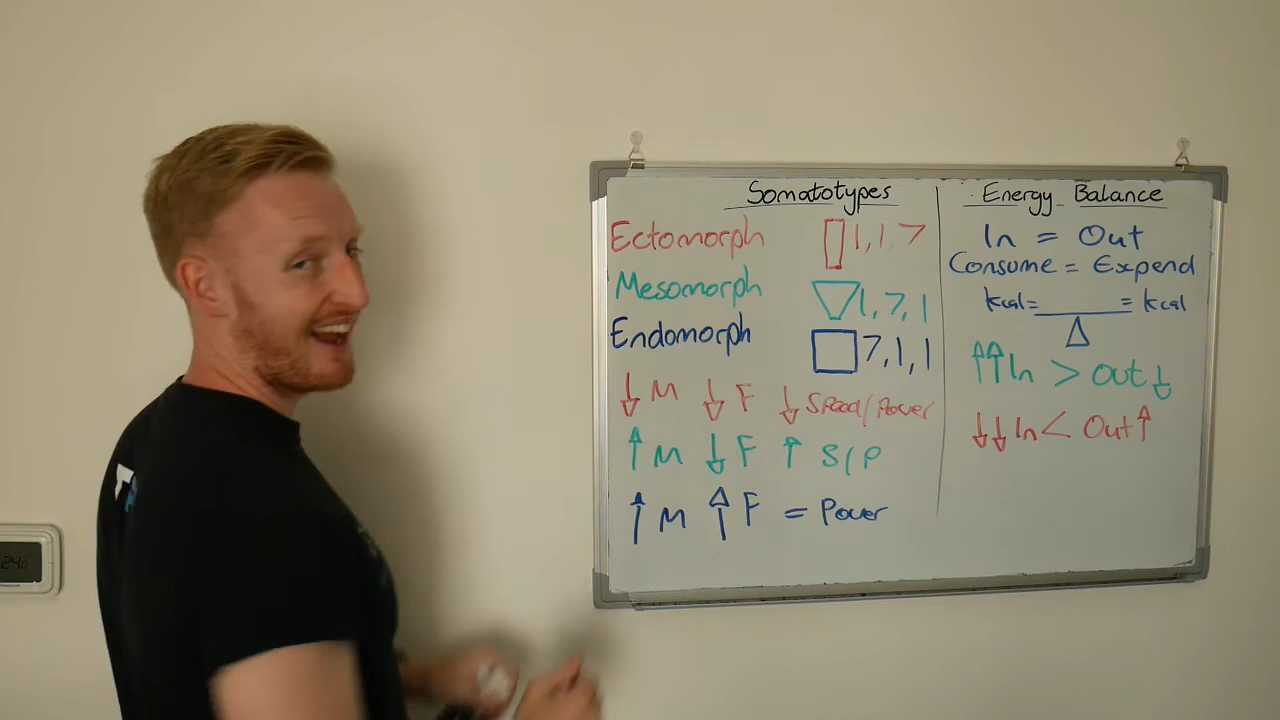 Somatotypes
Ectomorph 1, 1, 7
Mesomorph 1, 7, 1
Endomorph 7, 1, 1
↓ M ↓ F ↓ Speed/Power
↑ M ↓ F ↑ S/P
↑ M ↑ F = Power
Energy Balance
In = Out
Consume = Expend
kcal= = kcal
↑↑ In > Out ↓
↓↓ In < Out ↑
T
24